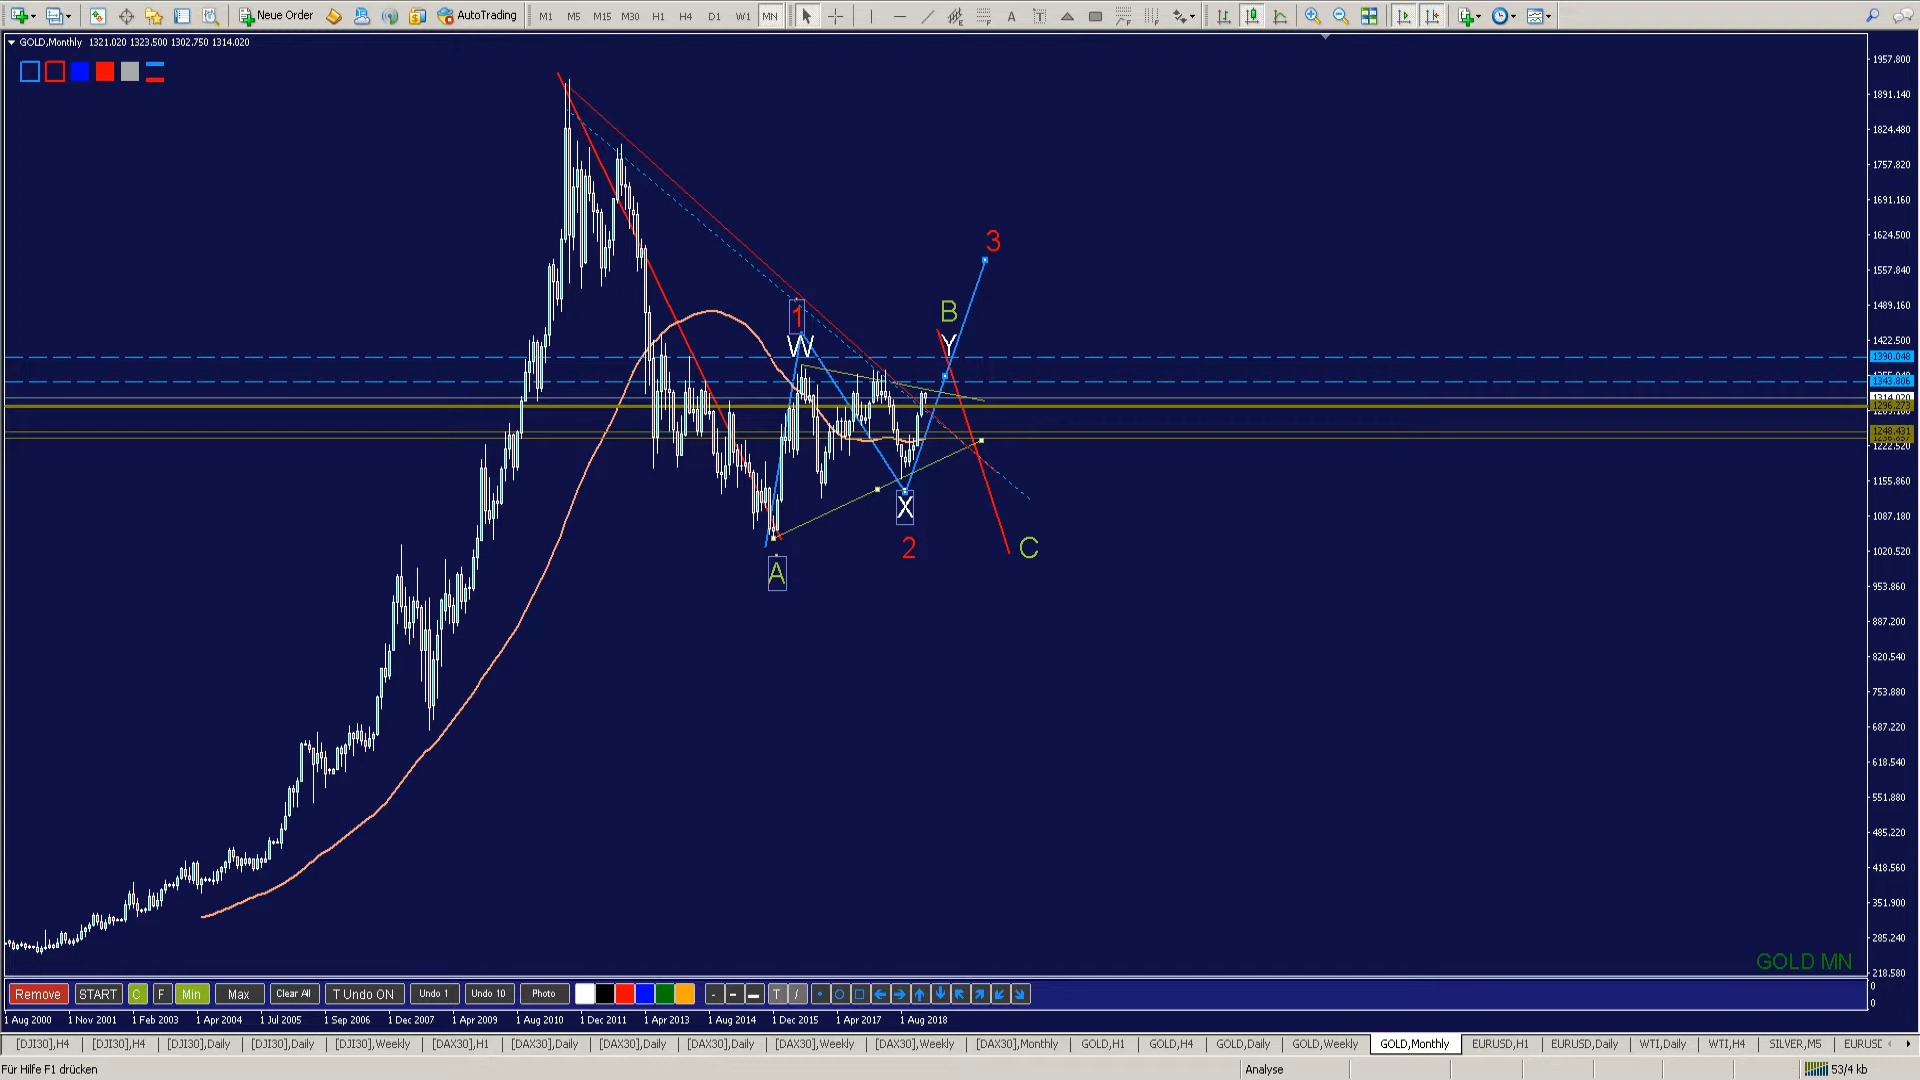 Neue Order
AutoTrading
M1 M5 M15 M30 H1 H4 D1 W1 MN
A T
GOLD,Monthly 1321.020 1323.500 1302.750 1314.020
1957.800
1891.140
1824.480
1757.820
1691.160
1624.500
1557.840
1489.160
1422.500
1390.048
1343.806
1314.020
1248.431
1222.520
1155.860
1087.180
1020.520
953.860
887.200
820.540
753.880
687.220
618.540
551.880
485.220
418.560
351.900
285.240
218.580
0
0
3
B
1
Y
W
X
2
C
A
GOLD MN
Remove START C F Min Max Clear All T Undo ON Undo 1 Undo 10 Photo T /
1 Aug 2000 1 Nov 2001 1 Feb 2003 1 Apr 2004 1 Jul 2005 1 Sep 2006 1 Dec 2007 1 Apr 2009 1 Aug 2010 1 Dec 2011 1 Apr 2013 1 Aug 2014 1 Dec 2015 1 Apr 2017 1 Aug 2018
[DJI30],H4 [DJI30],H4 [DJI30],Daily [DJI30],Daily [DJI30],Weekly [DAX30],H1 [DAX30],Daily [DAX30],Daily [DAX30],Daily [DAX30],Weekly [DAX30],Weekly [DAX30],Monthly GOLD,H1 GOLD,H4 GOLD,Daily GOLD,Weekly GOLD,Monthly EURUSD,H1 EURUSD,Daily WTI,Daily WTI,H4 SILVER,M5 EURUSD
Für Hilfe F1 drücken Analyse 53/4 kb